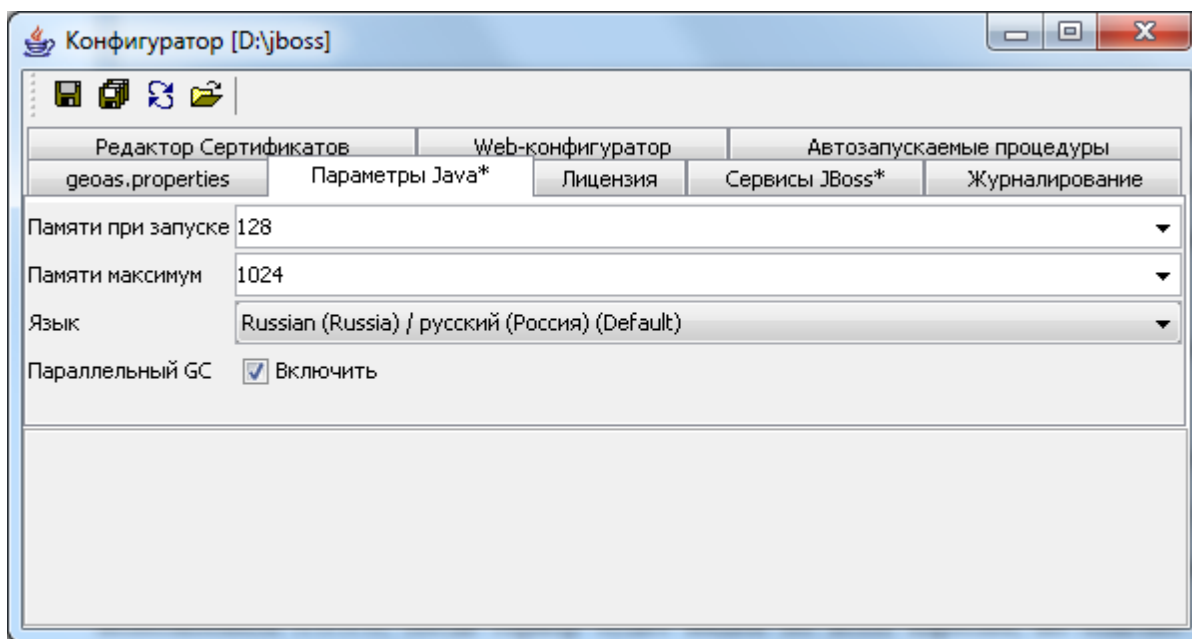 Конфигуратор [D:\jboss]
Редактор Сертификатов Web-конфигуратор Автозапускаемые процедуры
geoas.properties Параметры Java* Лицензия Сервисы JBoss* Журналирование
Памяти при запуске 128
Памяти максимум 1024
Язык Russian (Russia) / русский (Россия) (Default)
Параллельный GC Включить